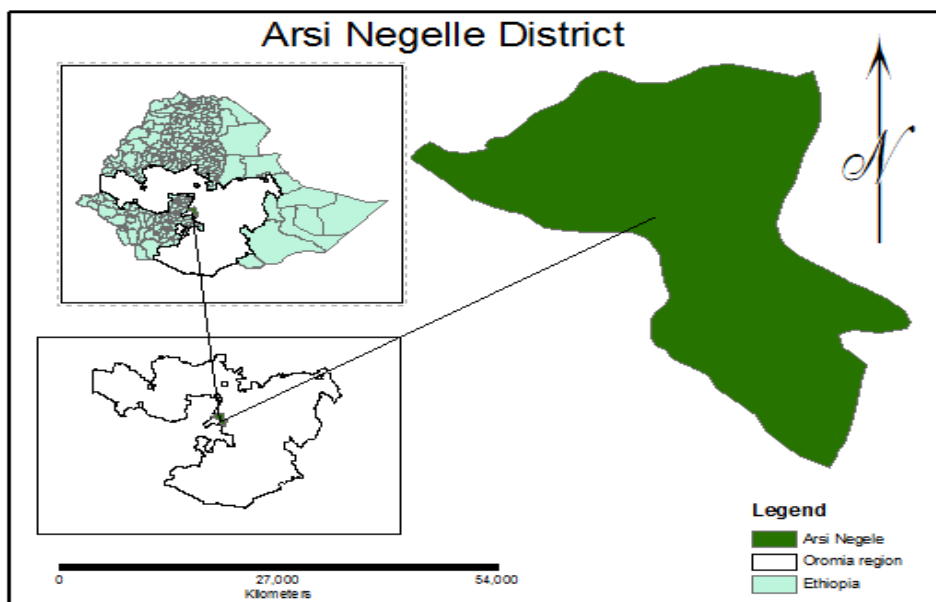 Arsi Negelle District
N
Legend
Arsi Negele
Oromia region
Ethiopia
0 27,000 54,000
Kilometers